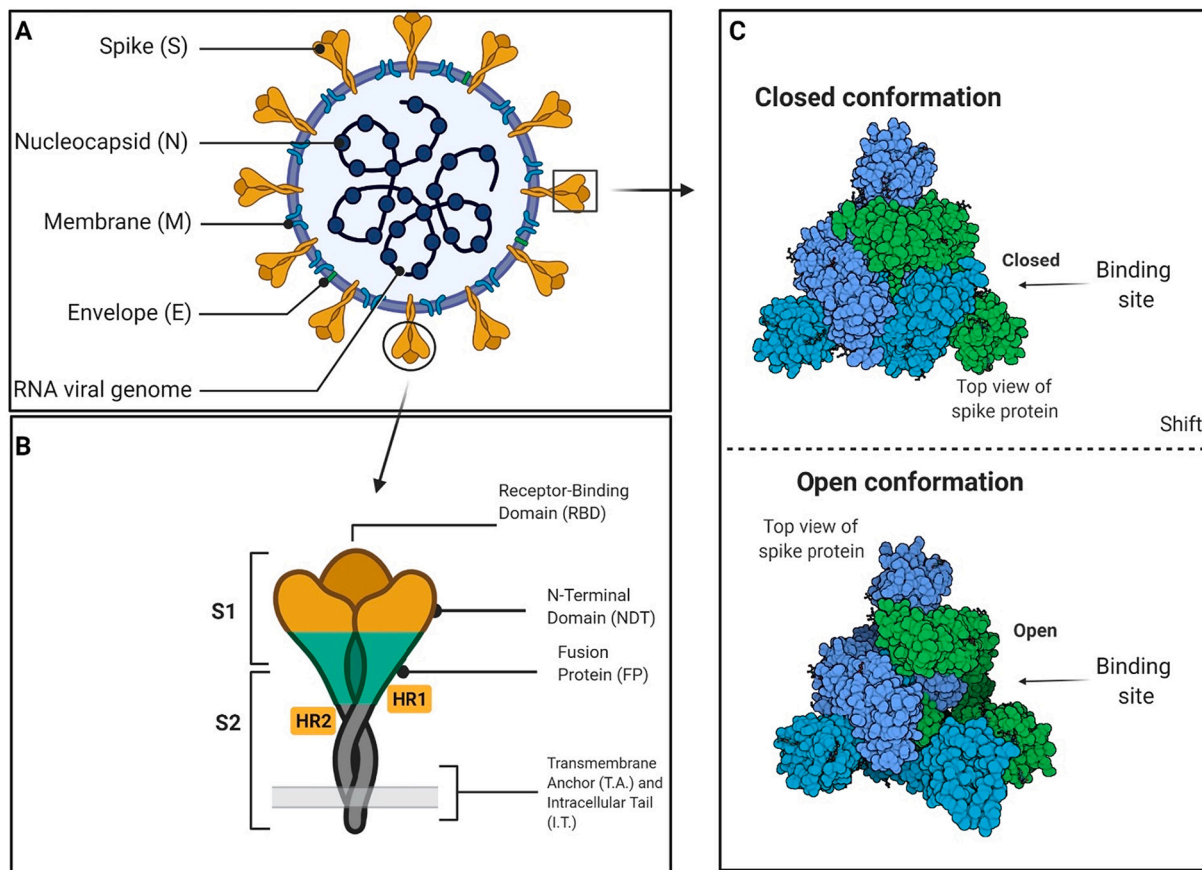 A
Spike (S)
Nucleocapsid (N)
Membrane (M)
Envelope (E)
RNA viral genome
B
Receptor-Binding
Domain (RBD)
S1
N-Terminal
Domain (NDT)
Fusion
Protein (FP)
HR1
HR2
S2
Transmembrane
Anchor (T.A.) and
Intracellular Tail
(I.T.)
C
Closed conformation
Closed
Binding
site
Top view of
spike protein
Shift
Open conformation
Top view of
spike protein
Open
Binding
site